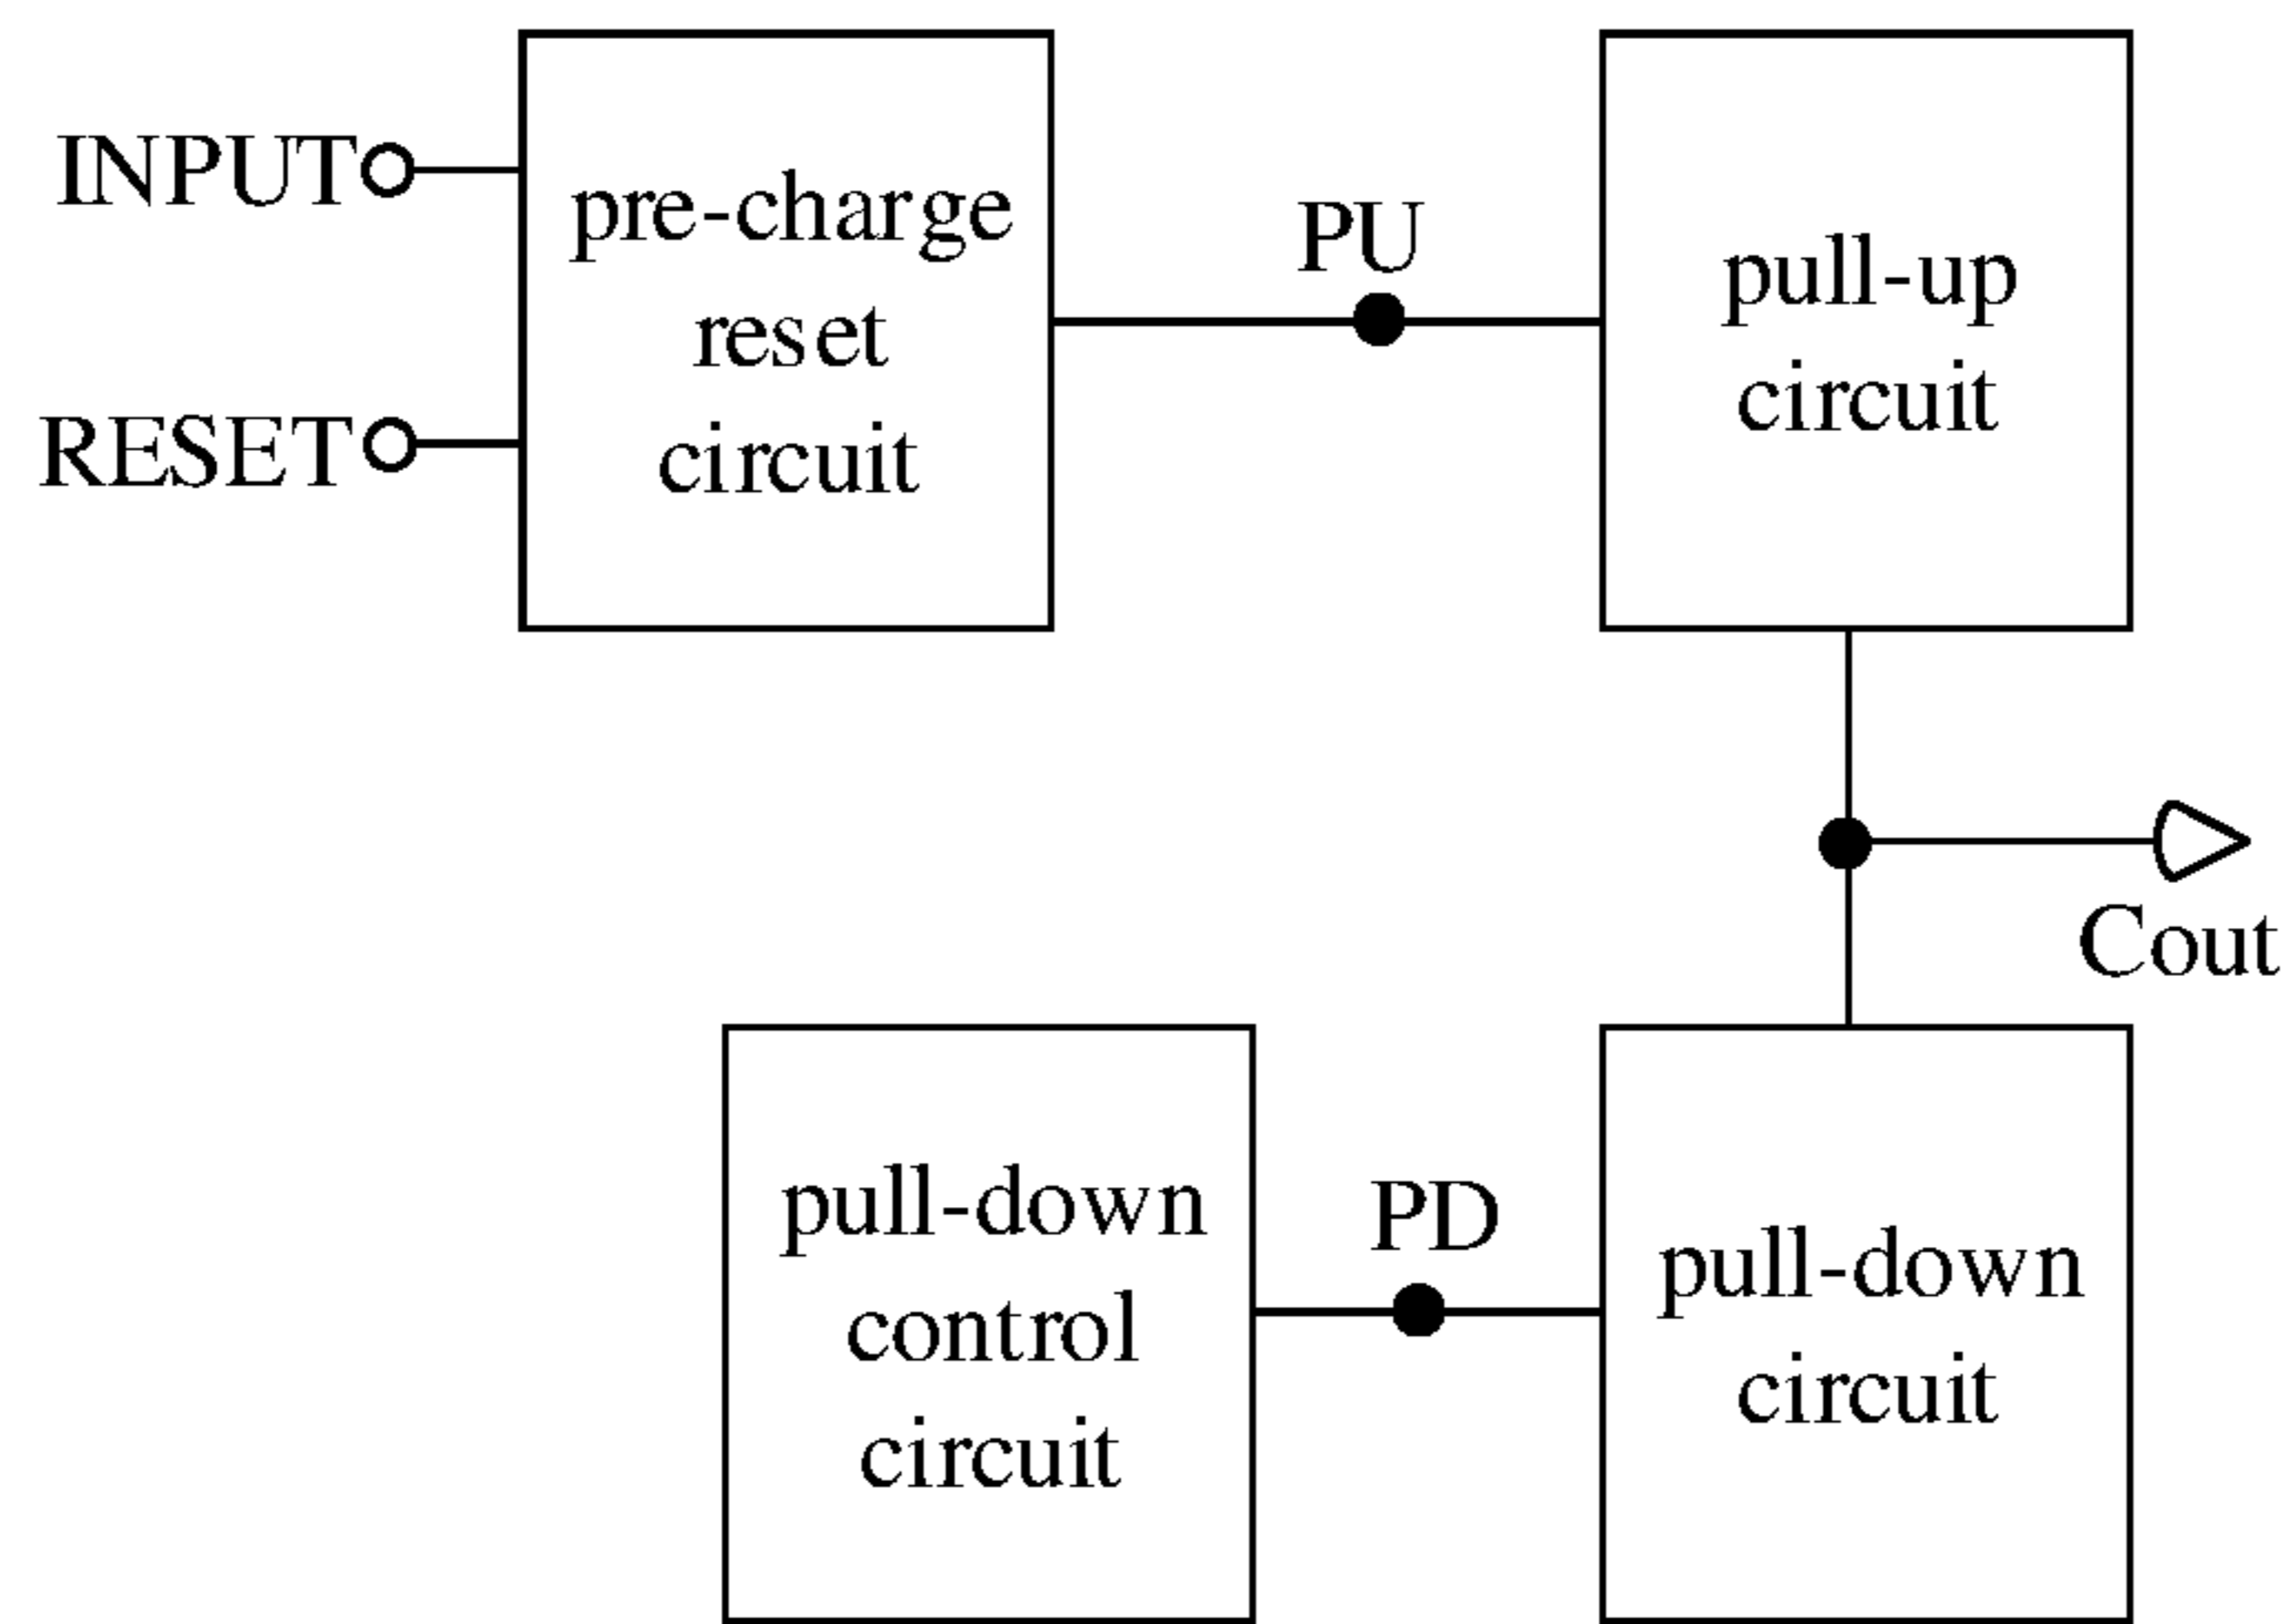 INPUT
RESET
pre-charge
reset
circuit
PU
pull-up
circuit
Cout
pull-down
control
circuit
PD
pull-down
circuit